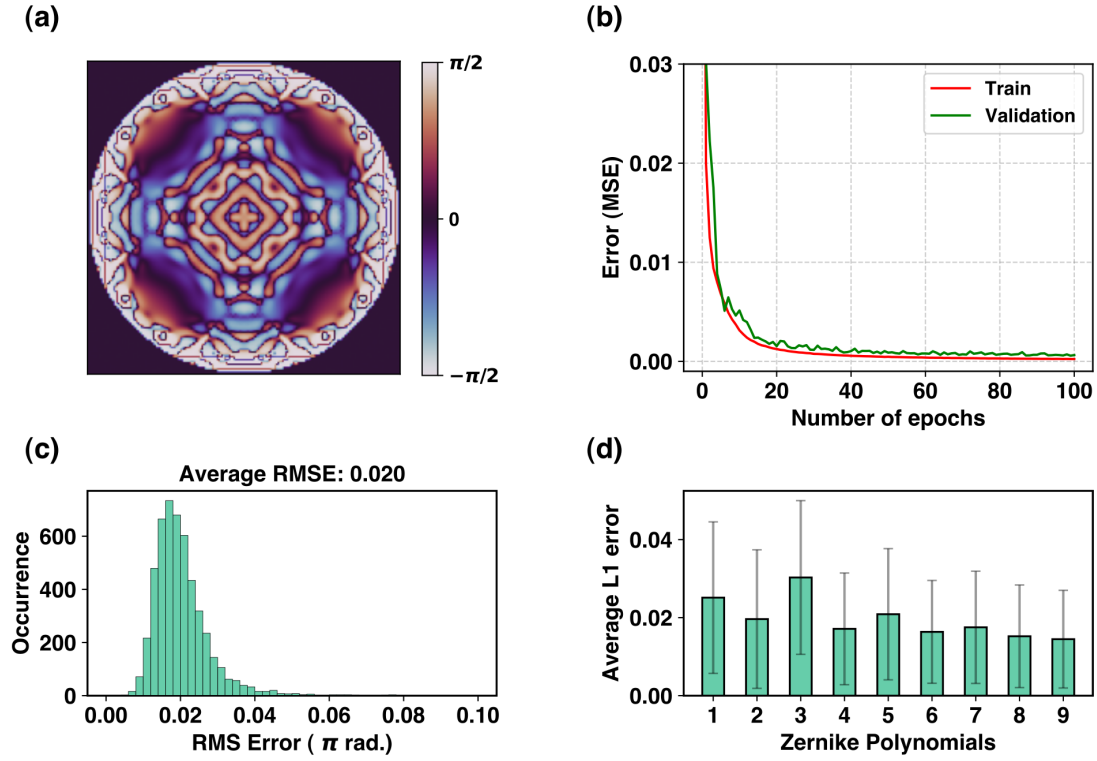 (a)
π/2
0
−π/2
(b)
0.03
0.02
0.01
0.00
Error (MSE)
Train
Validation
0 20 40 60 80 100
Number of epochs
(c)
Average RMSE: 0.020
600
400
200
0
Occurrence
0.00 0.02 0.04 0.06 0.08 0.10
RMS Error ( π rad.)
(d)
0.04
0.02
0.00
Average L1 error
1 2 3 4 5 6 7 8 9
Zernike Polynomials